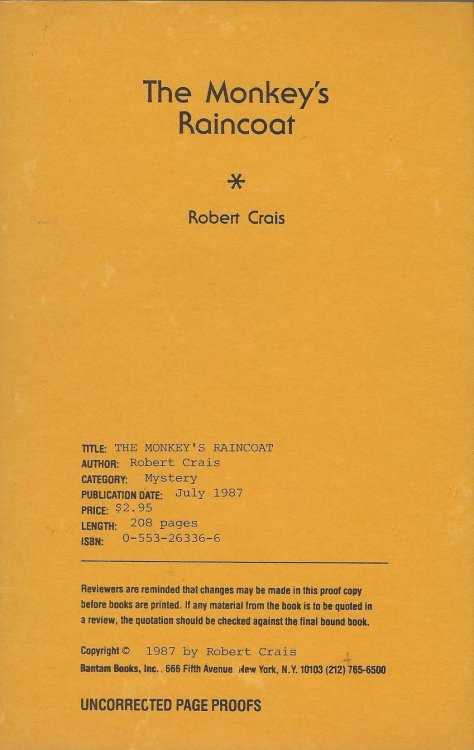 The Monkey's
Raincoat
*
Robert Crais
TITLE: THE MONKEY'S RAINCOAT
AUTHOR: Robert Crais
CATEGORY: Mystery
PUBLICATION DATE: July 1987
PRICE: $2.95
LENGTH: 208 pages
ISBN: 0-553-26336-6
Reviewers are reminded that changes may be made in this proof copy
before books are printed. If any material from the book is to be quoted in
a review, the quotation should be checked against the final bound book.
Copyright © 1987 by Robert Crais
Bantam Books, Inc., 666 Fifth Avenue New York, N.Y. 10103 (212) 765-6500
UNCORRECTED PAGE PROOFS